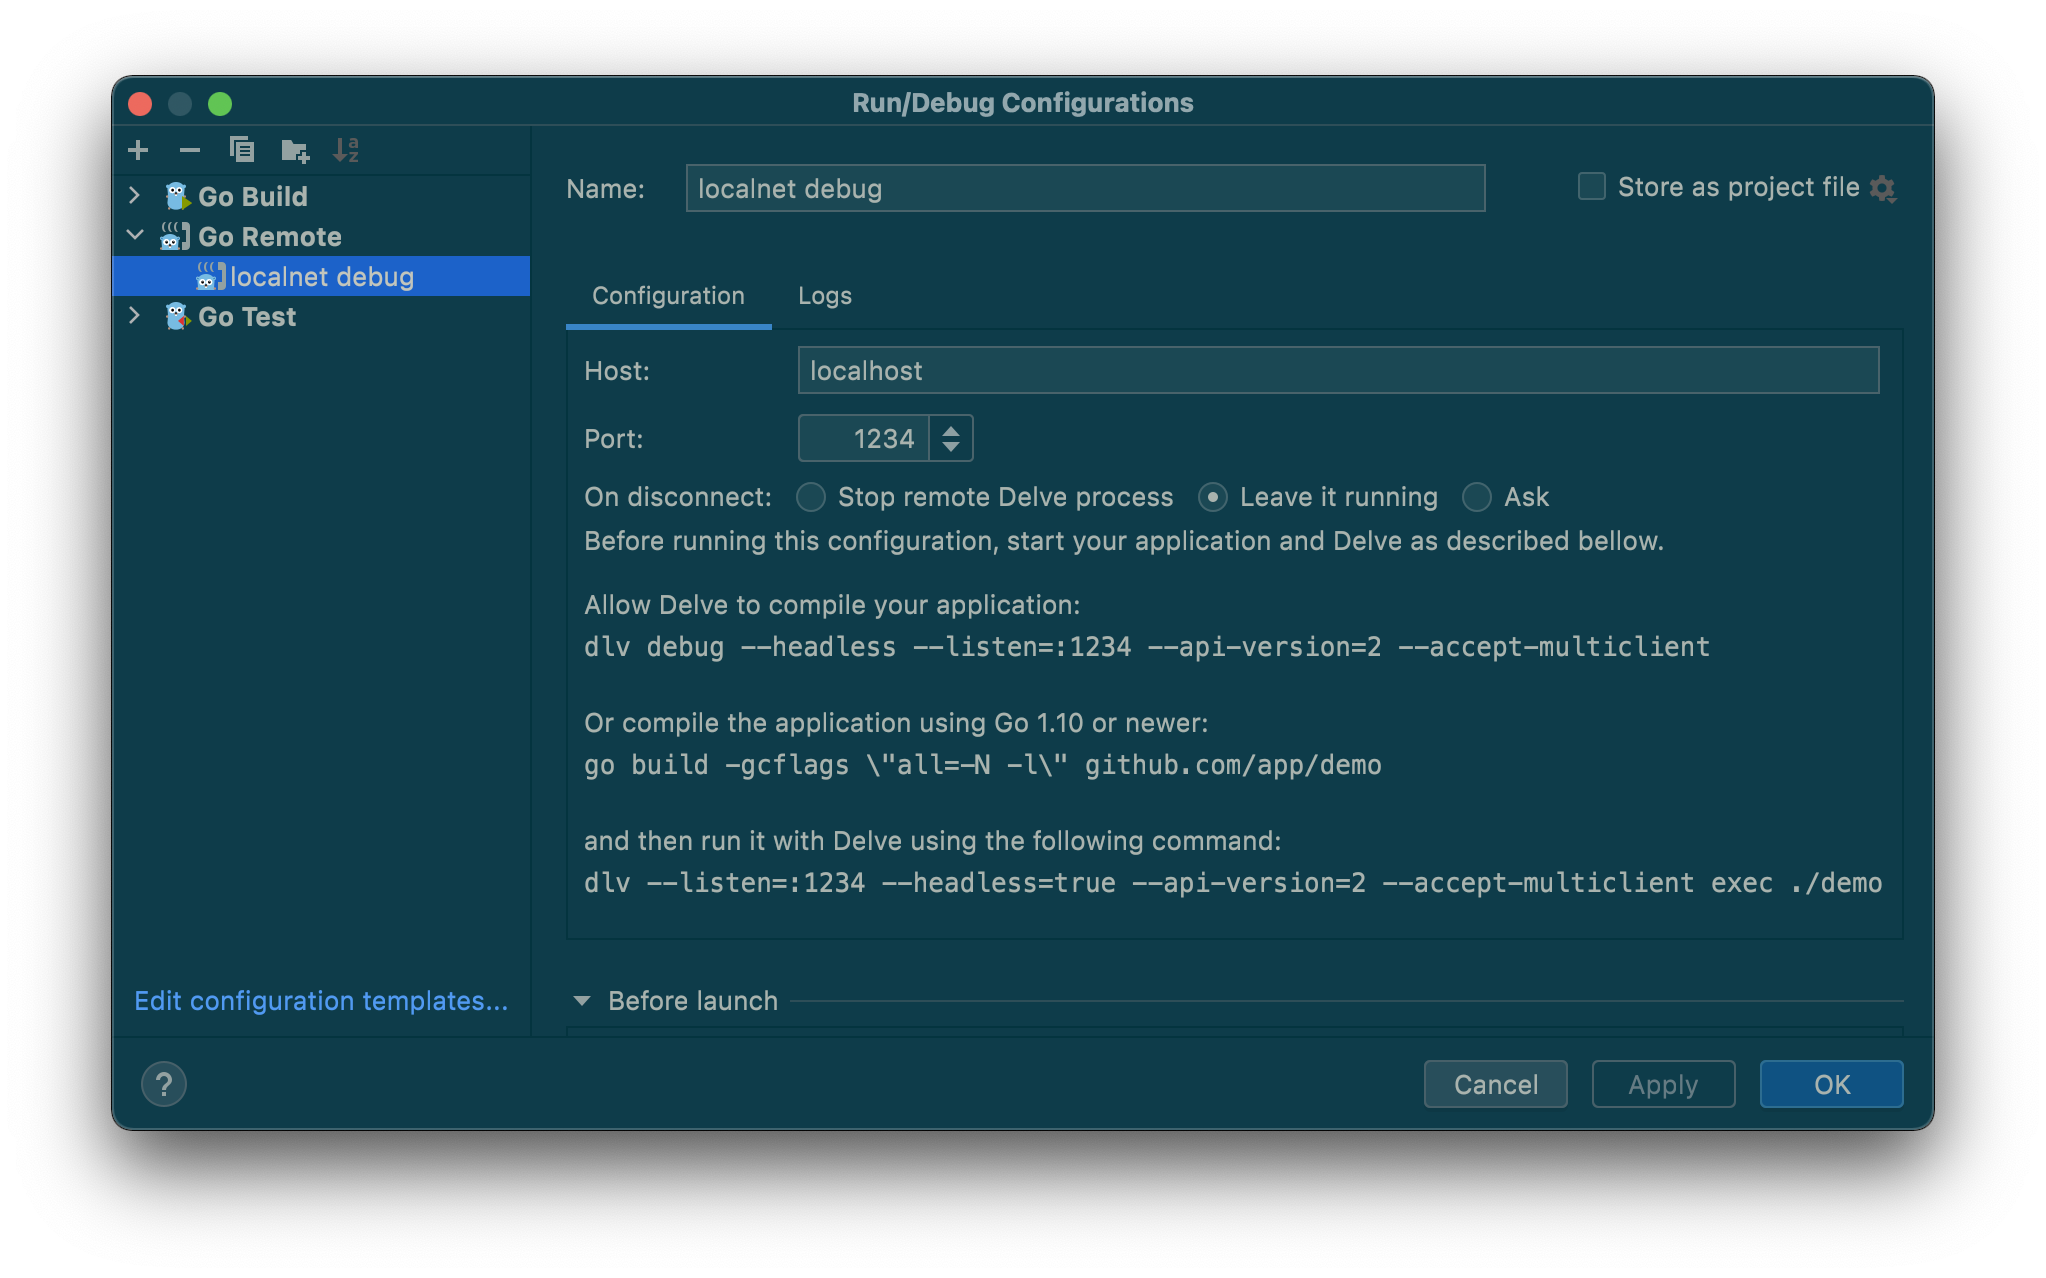 Run/Debug Configurations
Go Build
Go Remote
localnet debug
Go Test
Edit configuration templates...
Name: localnet debug
Store as project file
Configuration Logs
Host: localhost
Port: 1234
On disconnect: Stop remote Delve process Leave it running Ask
Before running this configuration, start your application and Delve as described bellow.
Allow Delve to compile your application:
dlv debug --headless --listen=:1234 --api-version=2 --accept-multiclient
Or compile the application using Go 1.10 or newer:
go build -gcflags \"all=-N -l\" github.com/app/demo
and then run it with Delve using the following command:
dlv --listen=:1234 --headless=true --api-version=2 --accept-multiclient exec ./demo
Before launch
? Cancel Apply OK